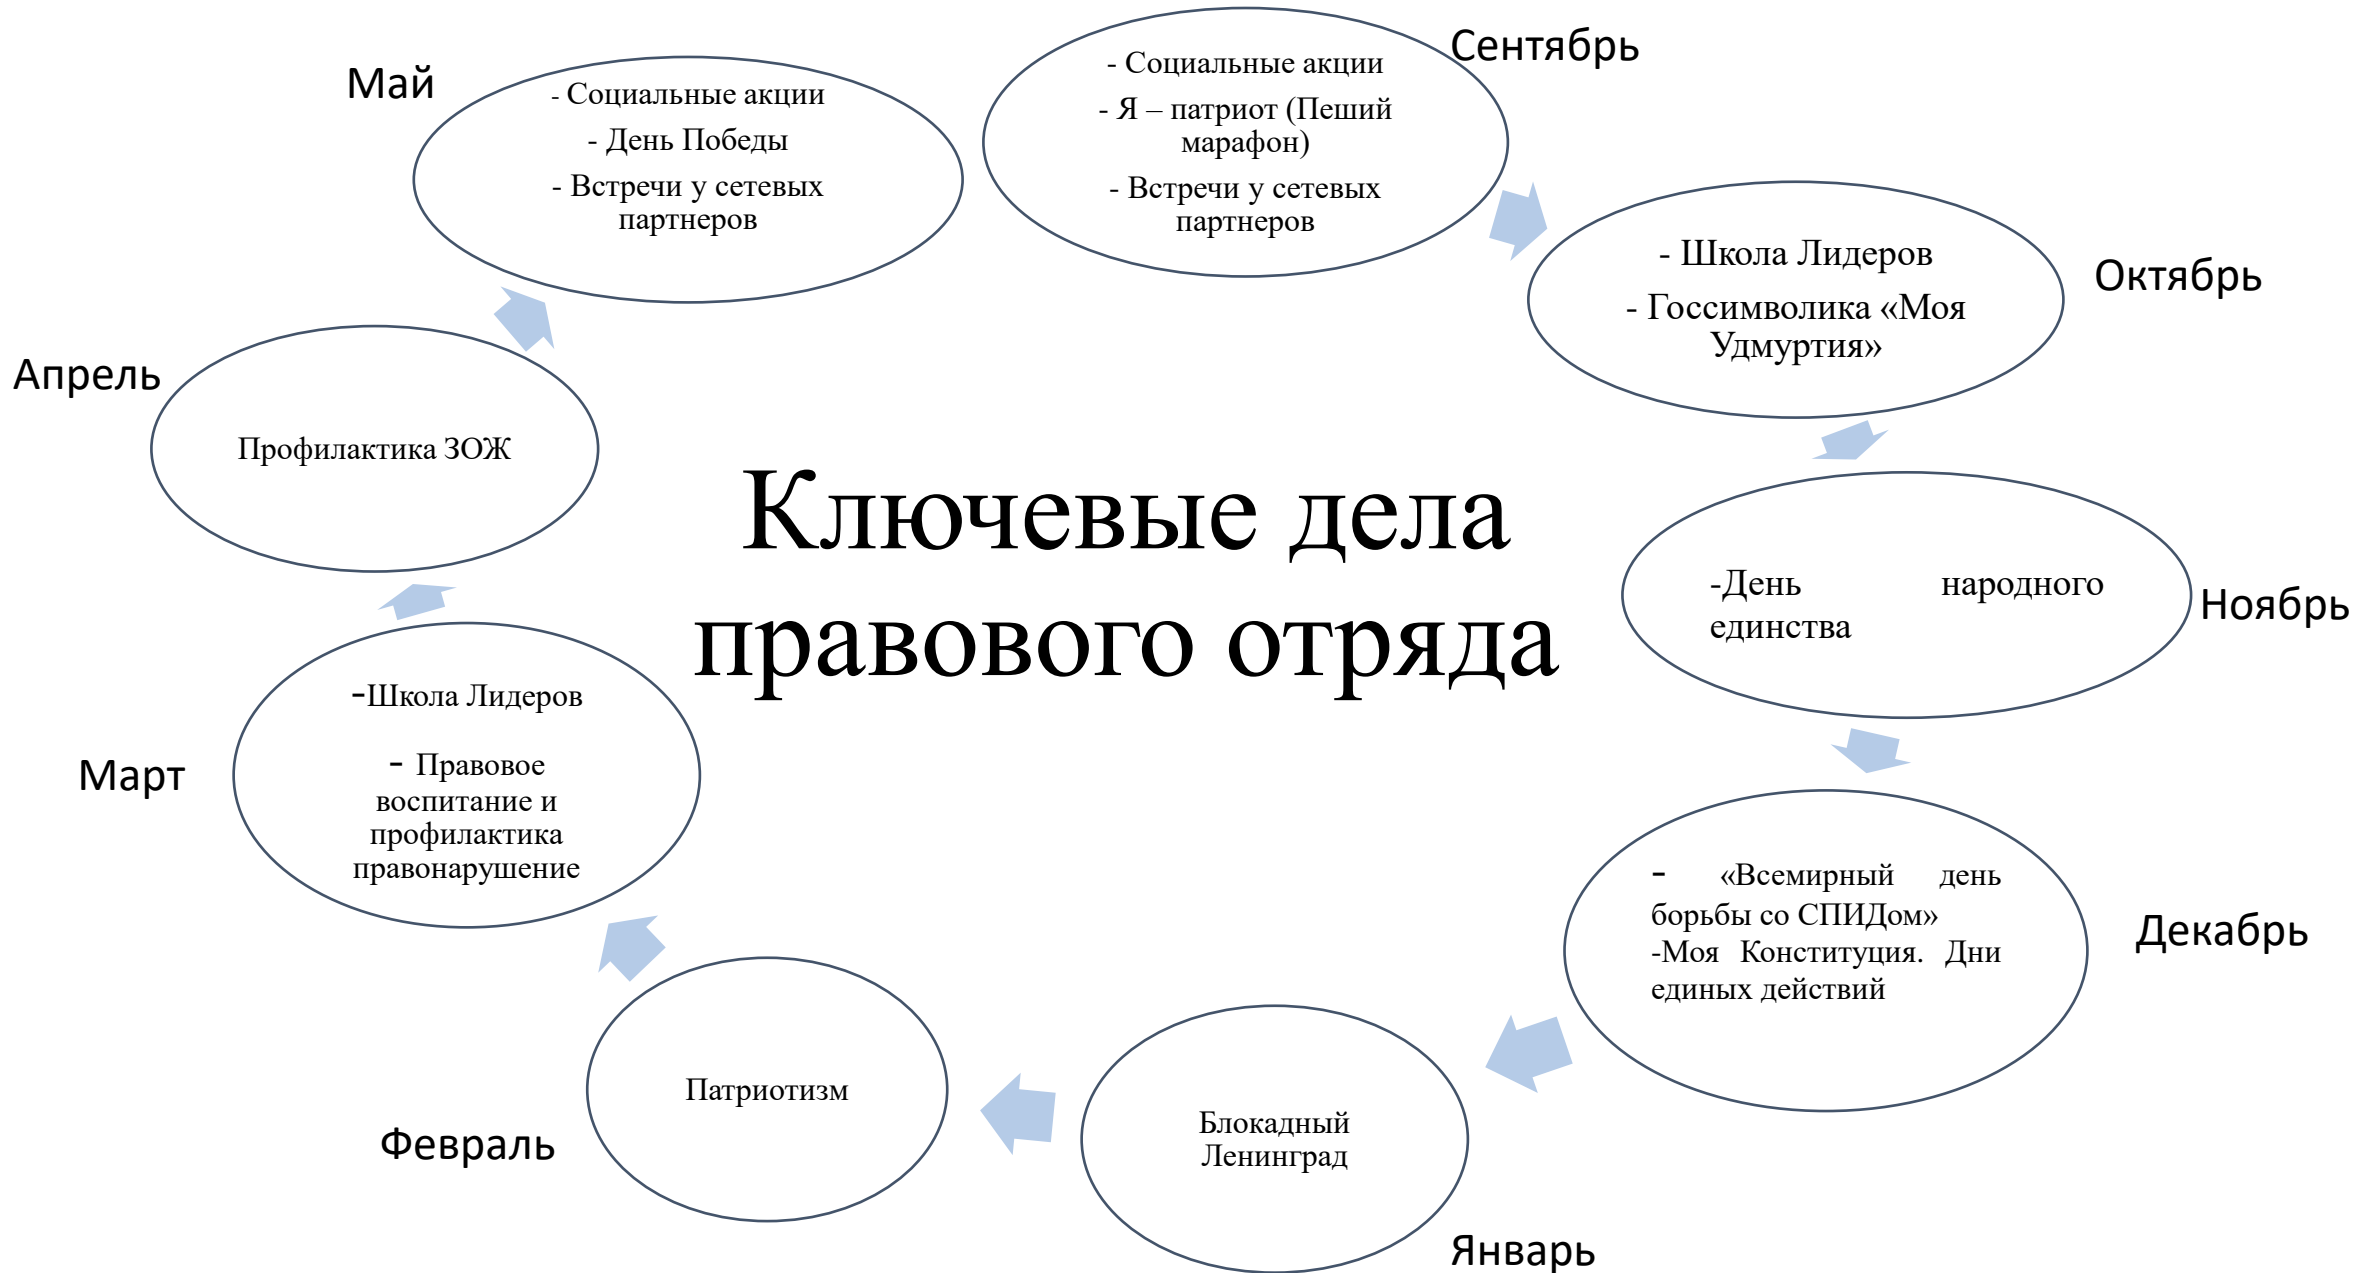 Ключевые дела
правового отряда
Сентябрь
- Социальные акции
- Я – патриот (Пеший
марафон)
- Встречи у сетевых
партнеров
Октябрь
- Школа Лидеров
- Госсимволика «Моя
Удмуртия»
Ноябрь
-День народного
единства
Декабрь
- «Всемирный день
борьбы со СПИДом»
-Моя Конституция. Дни
единых действий
Январь
Блокадный
Ленинград
Февраль
Патриотизм
Март
-Школа Лидеров
- Правовое
воспитание и
профилактика
правонарушение
Апрель
Профилактика ЗОЖ
Май
- Социальные акции
- День Победы
- Встречи у сетевых
партнеров